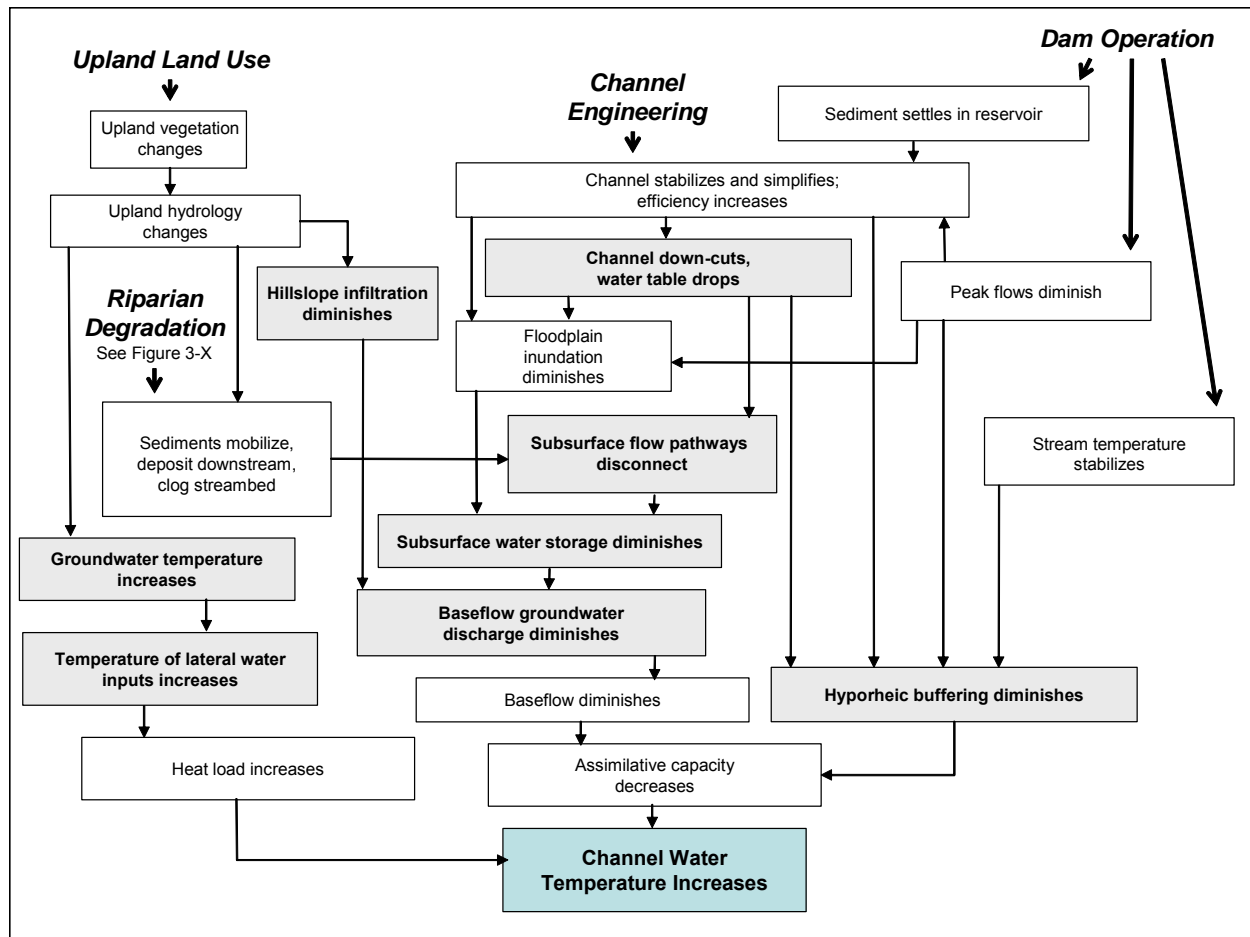 Dam Operation
Upland Land Use
Channel
Engineering
Sediment settles in reservoir
Upland vegetation
changes
Channel stabilizes and simplifies;
efficiency increases
Upland hydrology
changes
Channel down-cuts,
water table drops
Hillslope infiltration
diminishes
Peak flows diminish
Riparian
Degradation
See Figure 3-X
Floodplain
inundation
diminishes
Sediments mobilize,
deposit downstream,
clog streambed
Subsurface flow pathways
disconnect
Stream temperature
stabilizes
Subsurface water storage diminishes
Groundwater temperature
increases
Baseflow groundwater
discharge diminishes
Temperature of lateral water
inputs increases
Hyporheic buffering diminishes
Baseflow diminishes
Heat load increases
Assimilative capacity
decreases
Channel Water
Temperature Increases